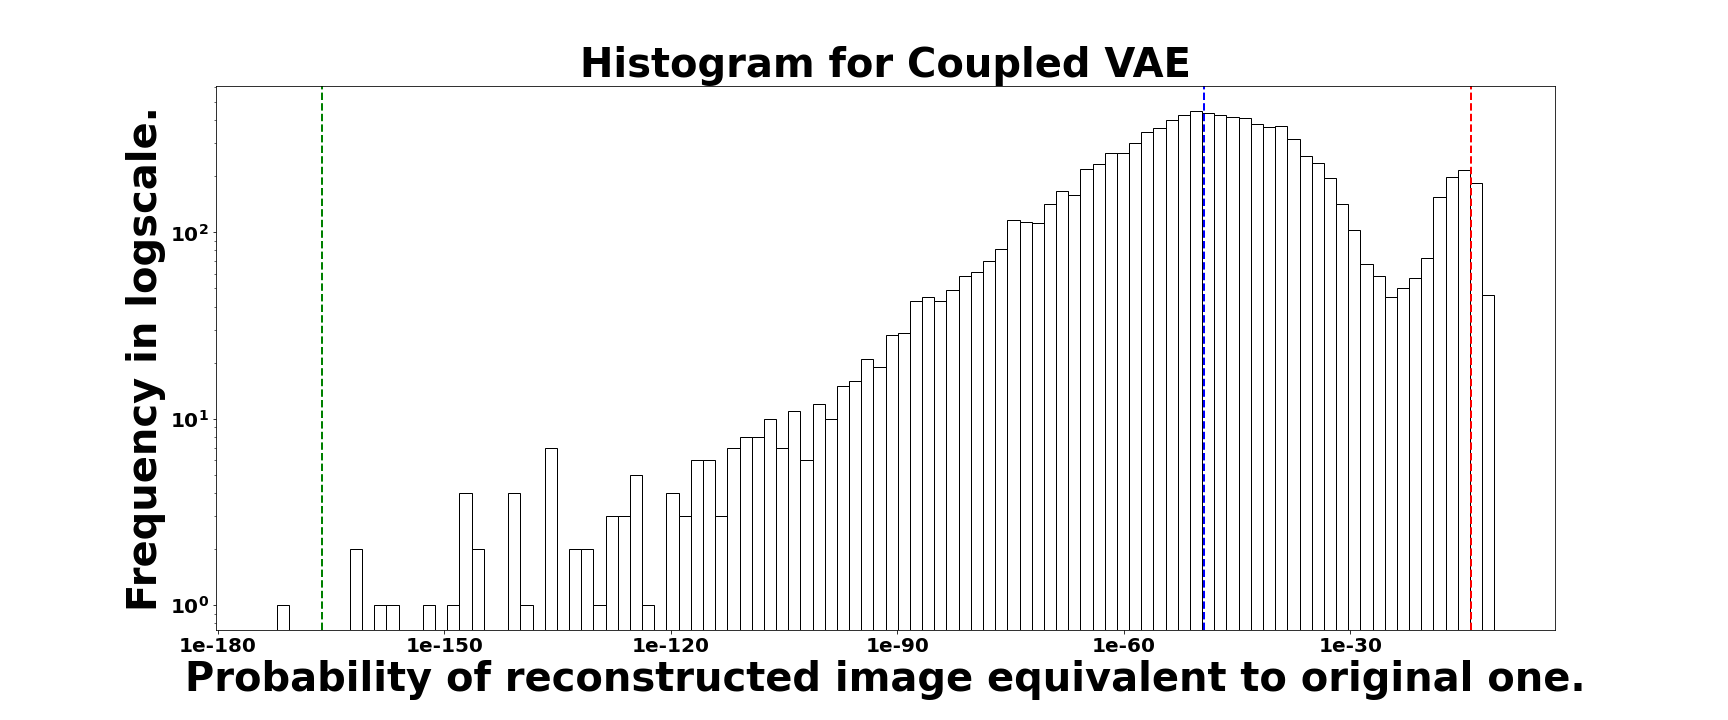 Histogram for Coupled VAE
Frequency in logscale.
10²
10¹
10⁰
1e-180 1e-150 1e-120 1e-90 1e-60 1e-30
Probability of reconstructed image equivalent to original one.